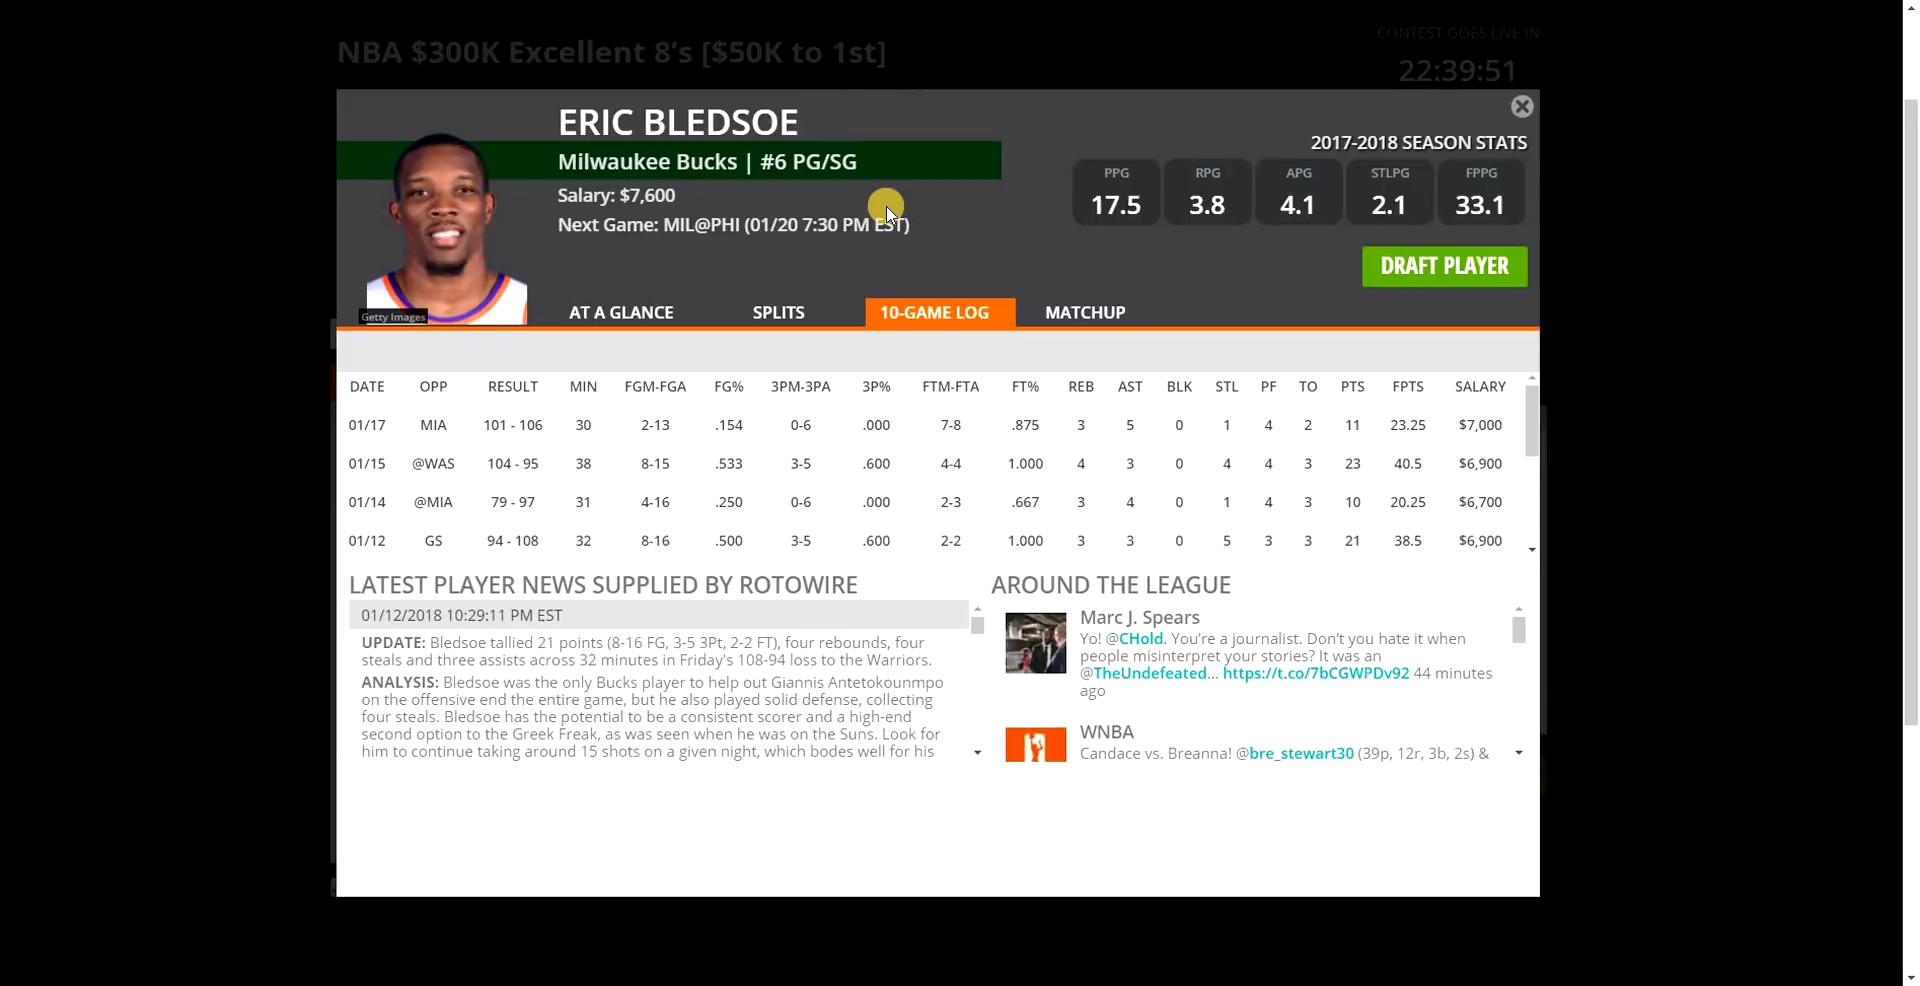 NBA $300K Excellent 8’s [$50K to 1st]
CONTEST GOES LIVE IN
22:39:51
ERIC BLEDSOE
Milwaukee Bucks | #6 PG/SG
Salary: $7,600
Next Game: MIL@PHI (01/20 7:30 PM EST)
2017-2018 SEASON STATS
PPG RPG APG STLPG FPPG
17.5 3.8 4.1 2.1 33.1
DRAFT PLAYER
Getty Images
AT A GLANCE SPLITS 10-GAME LOG MATCHUP
DATE OPP RESULT MIN FGM-FGA FG% 3PM-3PA 3P% FTM-FTA FT% REB AST BLK STL PF TO PTS FPTS SALARY
01/17 MIA 101 - 106 30 2-13 .154 0-6 .000 7-8 .875 3 5 0 1 4 2 11 23.25 $7,000
01/15 @WAS 104 - 95 38 8-15 .533 3-5 .600 4-4 1.000 4 3 0 4 4 3 23 40.5 $6,900
01/14 @MIA 79 - 97 31 4-16 .250 0-6 .000 2-3 .667 3 4 0 1 4 3 10 20.25 $6,700
01/12 GS 94 - 108 32 8-16 .500 3-5 .600 2-2 1.000 3 3 0 5 3 3 21 38.5 $6,900
LATEST PLAYER NEWS SUPPLIED BY ROTOWIRE
01/12/2018 10:29:11 PM EST
UPDATE: Bledsoe tallied 21 points (8-16 FG, 3-5 3Pt, 2-2 FT), four rebounds, four
steals and three assists across 32 minutes in Friday's 108-94 loss to the Warriors.
ANALYSIS: Bledsoe was the only Bucks player to help out Giannis Antetokounmpo
on the offensive end the entire game, but he also played solid defense, collecting
four steals. Bledsoe has the potential to be a consistent scorer and a high-end
second option to the Greek Freak, as was seen when he was on the Suns. Look for
him to continue taking around 15 shots on a given night, which bodes well for his
AROUND THE LEAGUE
Marc J. Spears
Yo! @CHold. You’re a journalist. Don’t you hate it when
people misinterpret your stories? It was an
@TheUndefeated... https://t.co/7bCGWPDv92 44 minutes
ago
WNBA
Candace vs. Breanna! @bre_stewart30 (39p, 12r, 3b, 2s) &